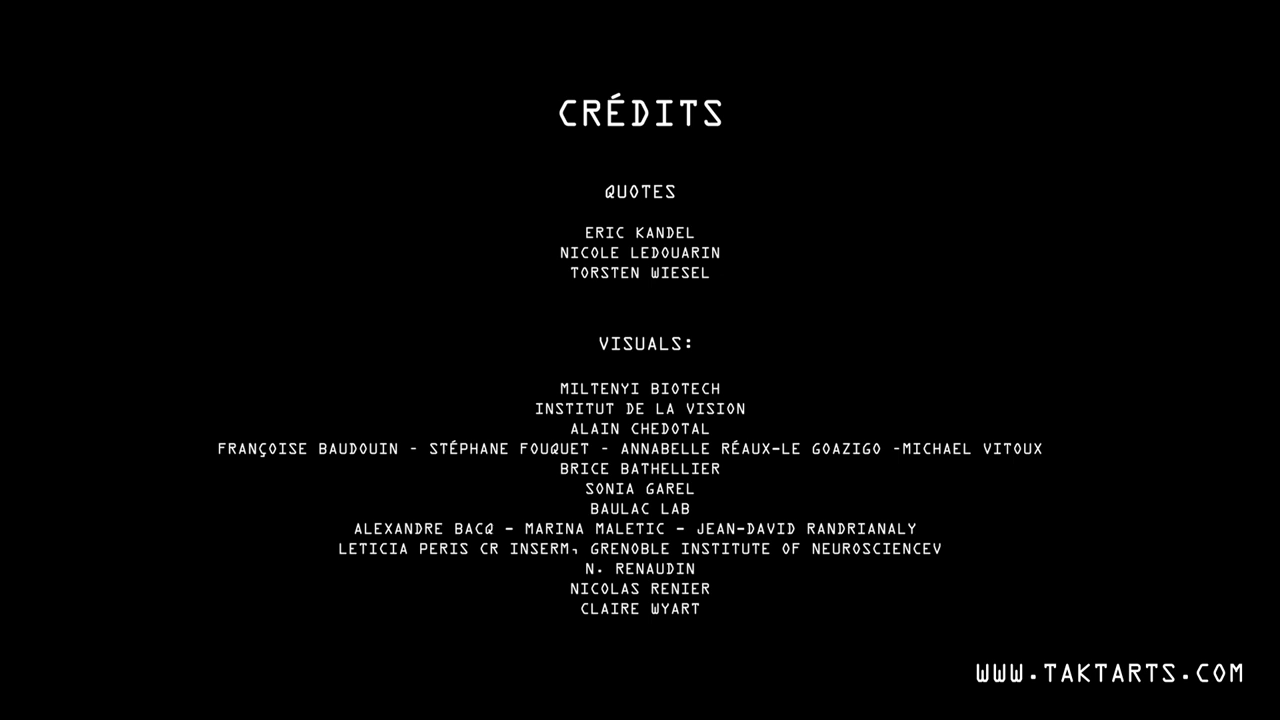 CRÉDITS
QUOTES
ERIC KANDEL
NICOLE LEDOUARIN
TORSTEN WIESEL
VISUALS:
MILTENYI BIOTECH
INSTITUT DE LA VISION
ALAIN CHEDOTAL
FRANÇOISE BAUDOUIN - STÉPHANE FOUQUET - ANNABELLE RÉAUX-LE GOAZIGO -MICHAEL VITOUX
BRICE BATHELLIER
SONIA GAREL
BAULAC LAB
ALEXANDRE BACQ - MARINA MALETIC - JEAN-DAVID RANDRIANALY
LETICIA PERIS CR INSERM, GRENOBLE INSTITUTE OF NEUROSCIENCEV
N. RENAUDIN
NICOLAS RENIER
CLAIRE WYART
WWW.TAKTARTS.COM